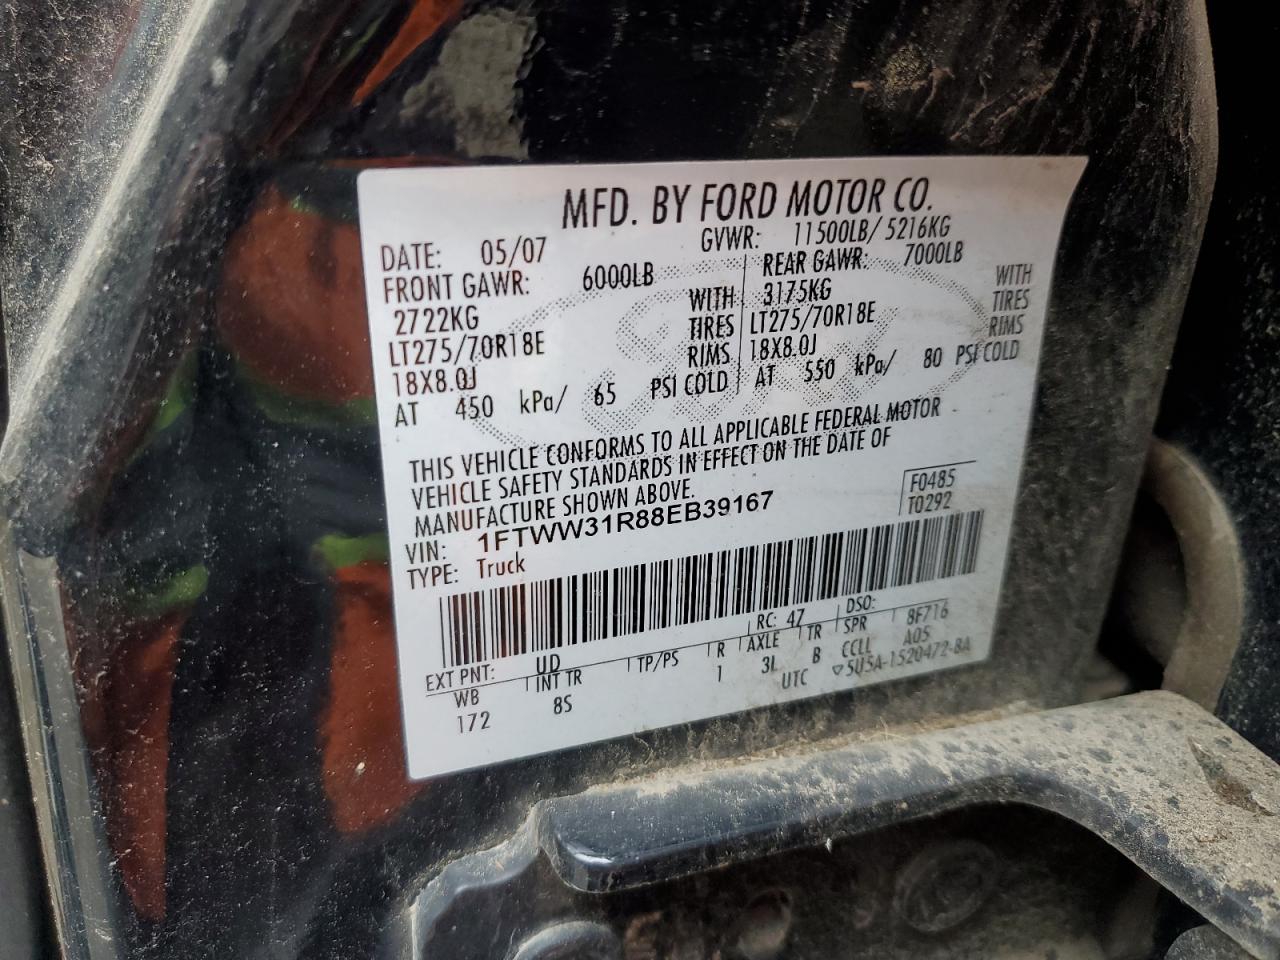 MFD. BY FORD MOTOR CO.
DATE: 05/07 GVWR: 11500LB/ 5216KG
FRONT GAWR: 6000LB REAR GAWR: 7000LB
2722KG WITH 3175KG WITH
LT275/70R18E TIRES LT275/70R18E TIRES
18X8.0J RIMS 18X8.0J RIMS
AT 450 kPa/ 65 PSI COLD AT 550 kPa/ 80 PSI COLD
THIS VEHICLE CONFORMS TO ALL APPLICABLE FEDERAL MOTOR
VEHICLE SAFETY STANDARDS IN EFFECT ON THE DATE OF
MANUFACTURE SHOWN ABOVE.
F0485
T0292
VIN: 1FTWW31R88EB39167
TYPE: Truck
EXT PNT: UD RC: 47 DSO: 8F716
WB INT TR TP/PS R AXLE TR SPR
172 8S 1 3L B CCLL A05
UTC 5U5A-1520472-BA